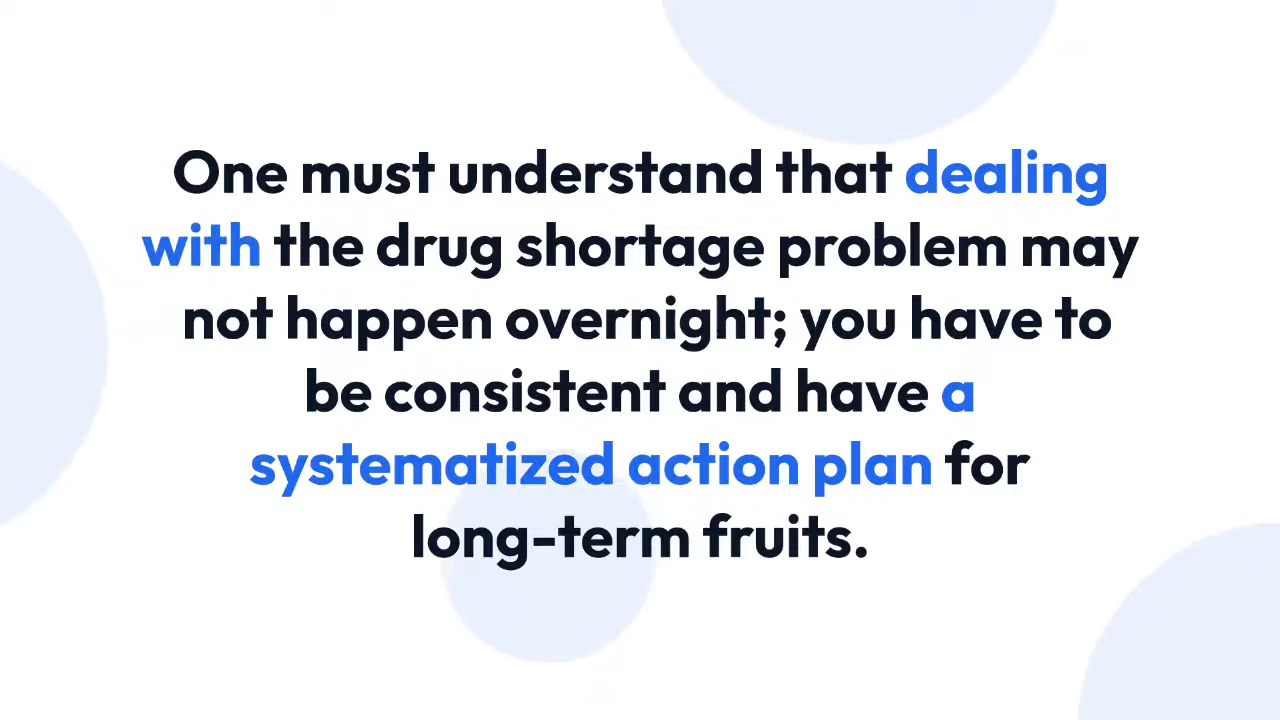 One must understand that dealing
with the drug shortage problem may
not happen overnight; you have to
be consistent and have a
systematized action plan for
long-term fruits.